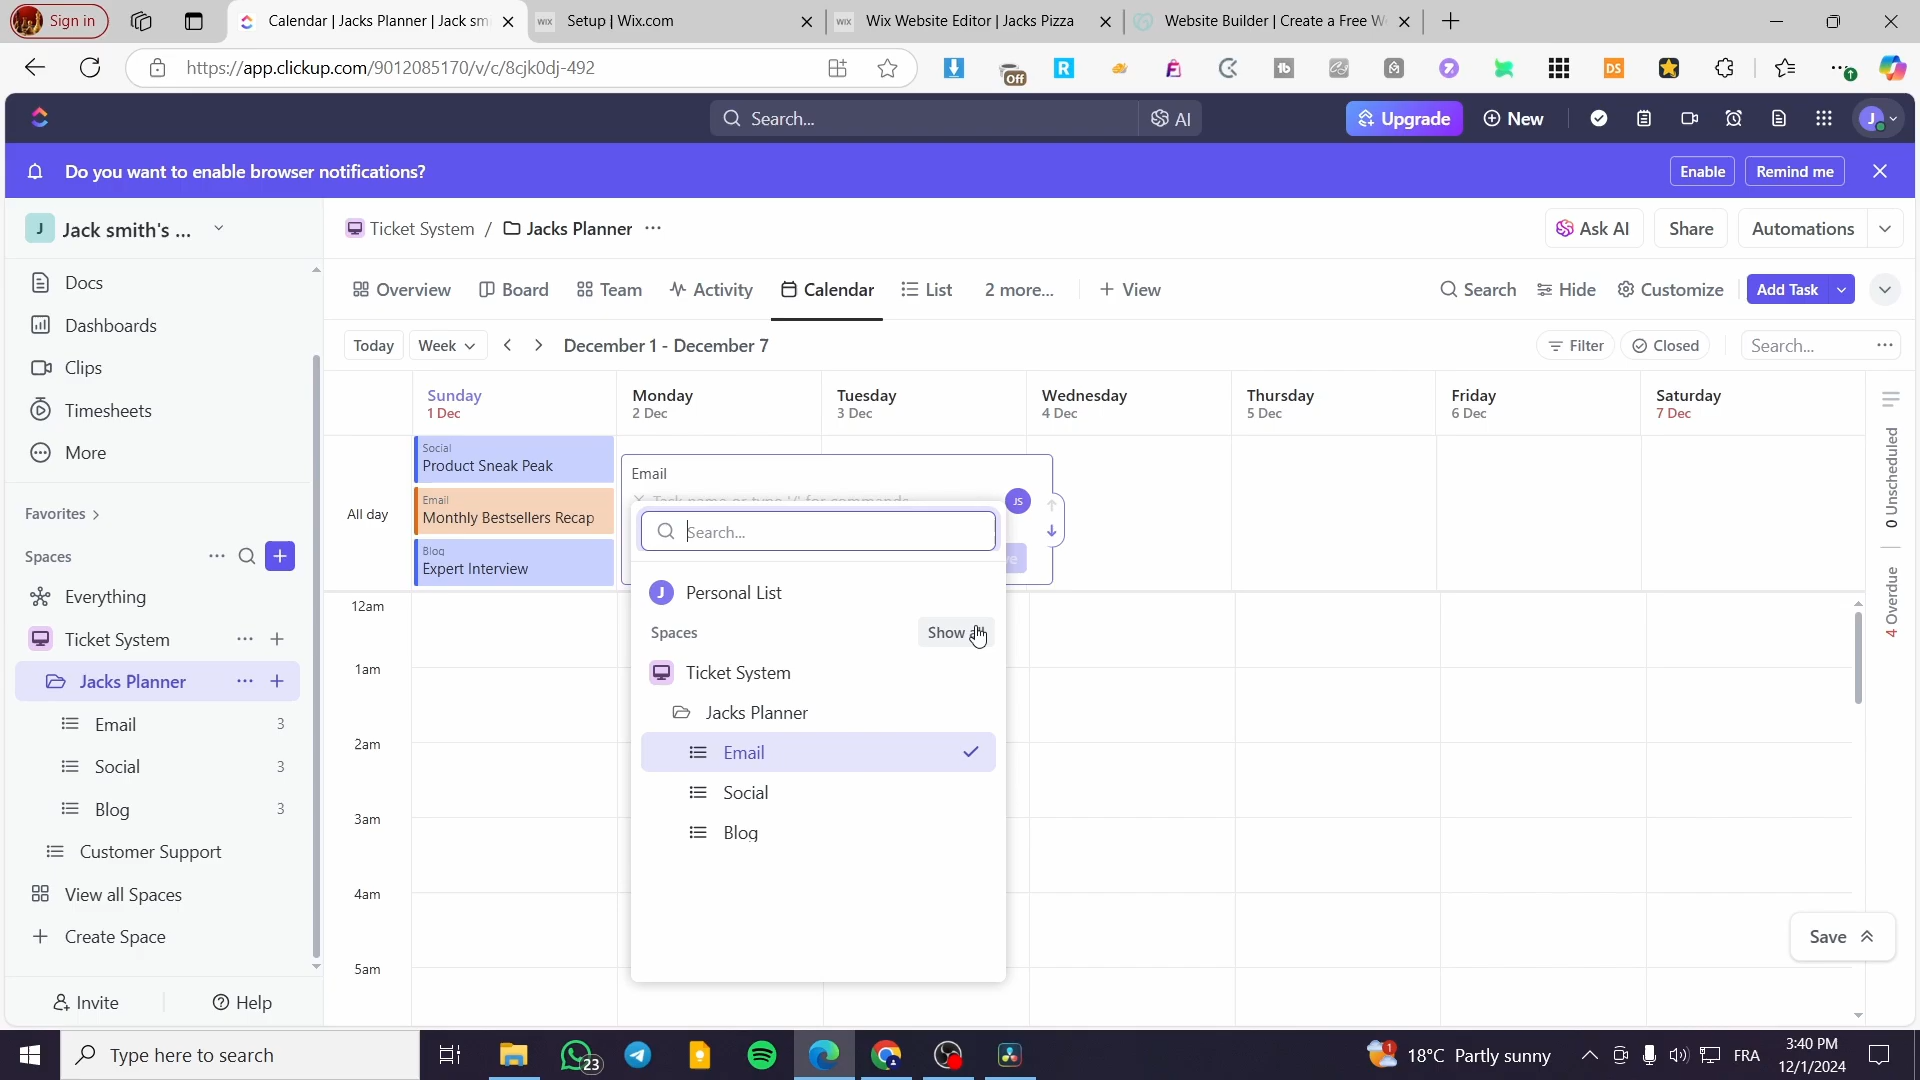 Sign in
Calendar | Jacks Planner | Jack smi
Setup | Wix.com
Wix Website Editor | Jacks Pizza
Website Builder | Create a Free W
https://app.clickup.com/9012085170/v/c/8cjk0dj-492
Off
Search...
AI
Upgrade
New
J
Do you want to enable browser notifications?
Enable
Remind me
J
Jack smith's ...
Ticket System / Jacks Planner
Ask AI
Share
Automations
Docs
Dashboards
Clips
Timesheets
More
Favorites
Spaces
Everything
Ticket System
Jacks Planner
Email 3
Social 3
Blog 3
Customer Support
View all Spaces
Create Space
Invite
Help
Overview
Board
Team
Activity
Calendar
List
2 more...
View
Search
Hide
Customize
Add Task
Today
Week
December 1 - December 7
Filter
Closed
Search...
Sunday
1 Dec
Monday
2 Dec
Tuesday
3 Dec
Wednesday
4 Dec
Thursday
5 Dec
Friday
6 Dec
Saturday
7 Dec
All day
Social
Product Sneak Peak
Email
Monthly Bestsellers Recap
Blog
Expert Interview
Email
JS
Search...
Personal List
Spaces
Show
Ticket System
Jacks Planner
Email
Social
Blog
12am
1am
2am
3am
4am
5am
0 Unscheduled
4 Overdue
Save
Type here to search
23
18°C Partly sunny
FRA
3:40 PM
12/1/2024